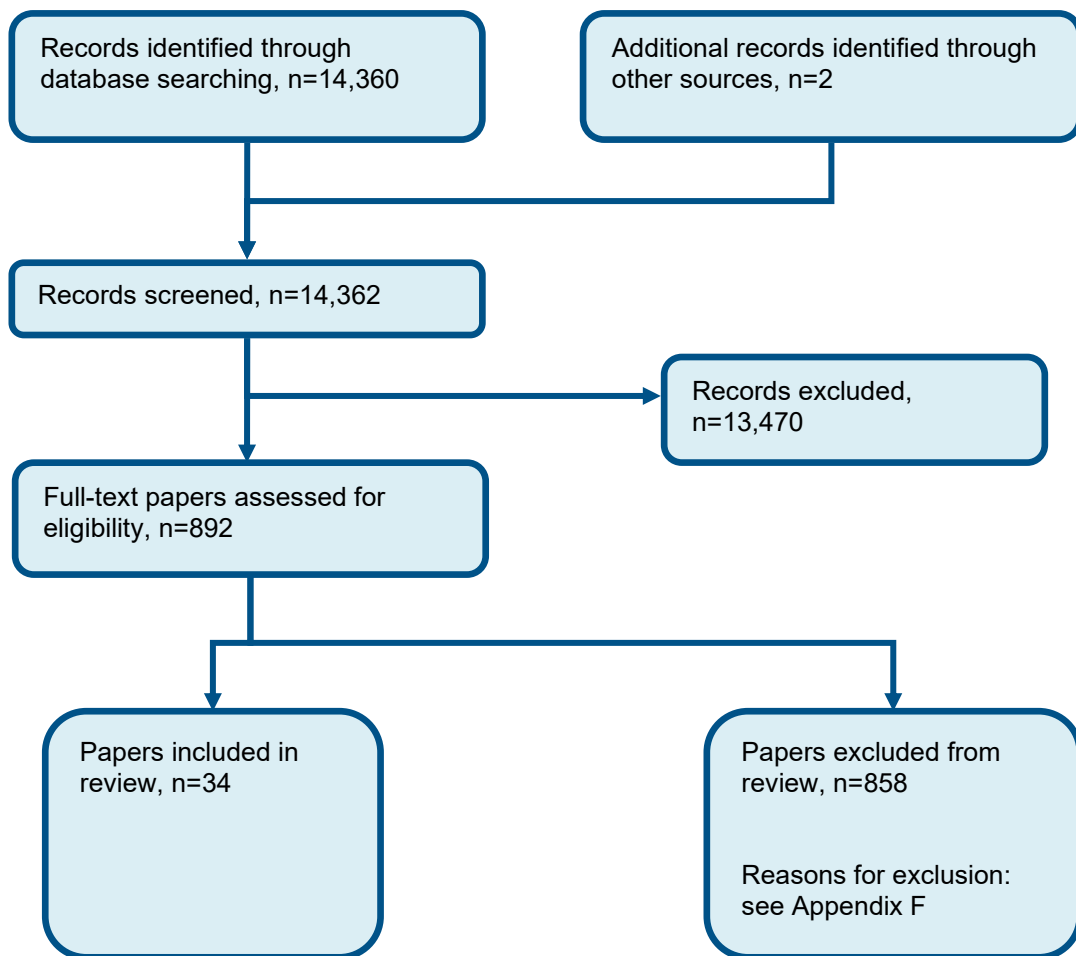 Records identified through
database searching, n=14,360
Additional records identified through
other sources, n=2
Records screened, n=14,362
Records excluded,
n=13,470
Full-text papers assessed for
eligibility, n=892
Papers included in
review, n=34
Papers excluded from
review, n=858
Reasons for exclusion:
see Appendix F